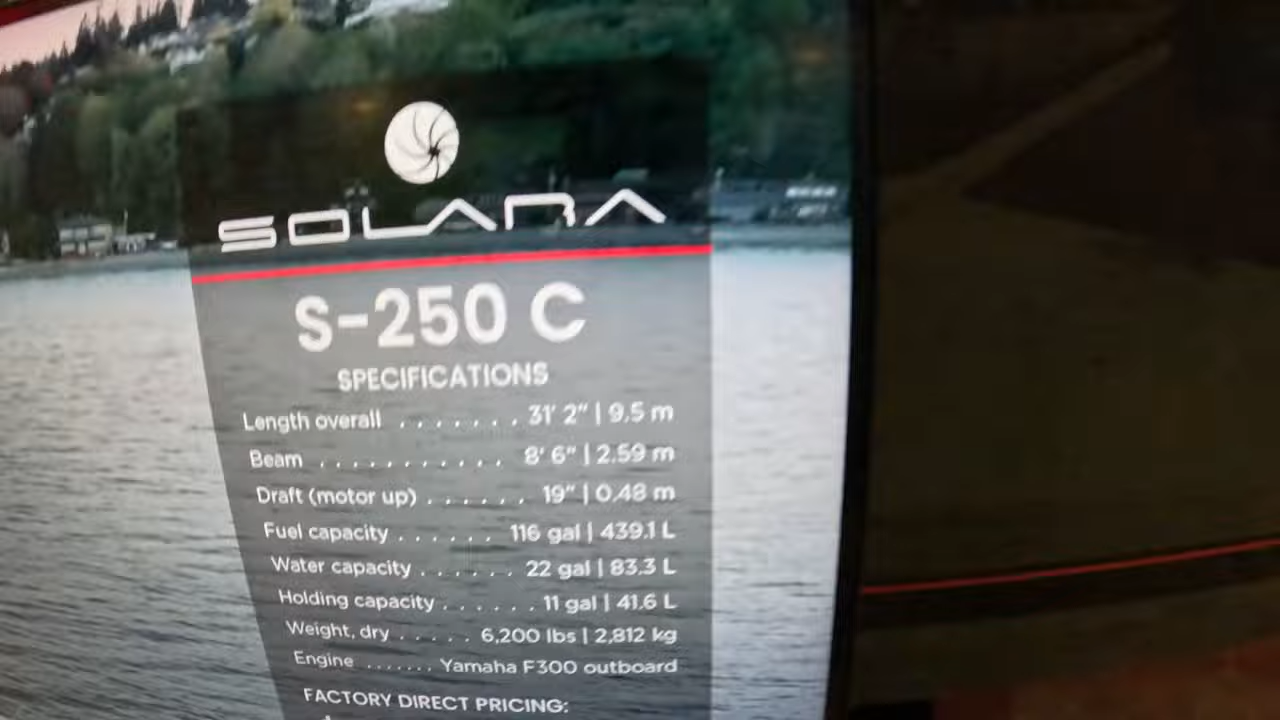 SOLARA
S-250 C
SPECIFICATIONS
Length overall . . . . . . . 31' 2" | 9.5 m
Beam . . . . . . . . . . . 8' 6" | 2.59 m
Draft (motor up) . . . . . . 19" | 0.48 m
Fuel capacity . . . . . . 116 gal | 439.1 L
Water capacity . . . . . . 22 gal | 83.3 L
Holding capacity . . . . . . 11 gal | 41.6 L
Weight, dry . . . . . 6,200 lbs | 2,812 kg
Engine ....... Yamaha F300 outboard
FACTORY DIRECT PRICING: